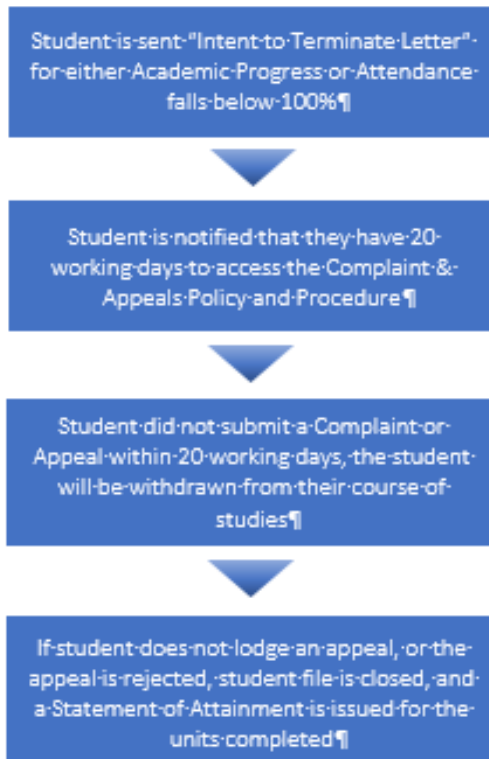 Student is sent "Intent to Terminate Letter"
for either Academic Progress or Attendance
falls below 100%¶
Student is notified that they have 20
working days to access the Complaint &
Appeals Policy and Procedure¶
Student did not submit a Complaint or
Appeal within 20 working days, the student
will be withdrawn from their course of
studies¶
If student does not lodge an appeal, or the
appeal is rejected, student file is closed, and
a Statement of Attainment is issued for the
units completed¶